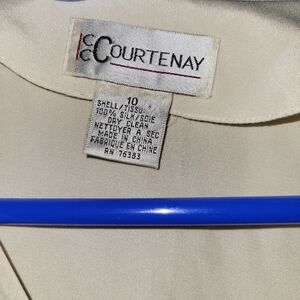 CC COURTENAY
10
SHELL/TISSU
100% SILK/SOIE
DRY CLEAN
NETTOYER A SEC
MADE IN CHINA
FABRIQUE EN CHINE
RN 76383